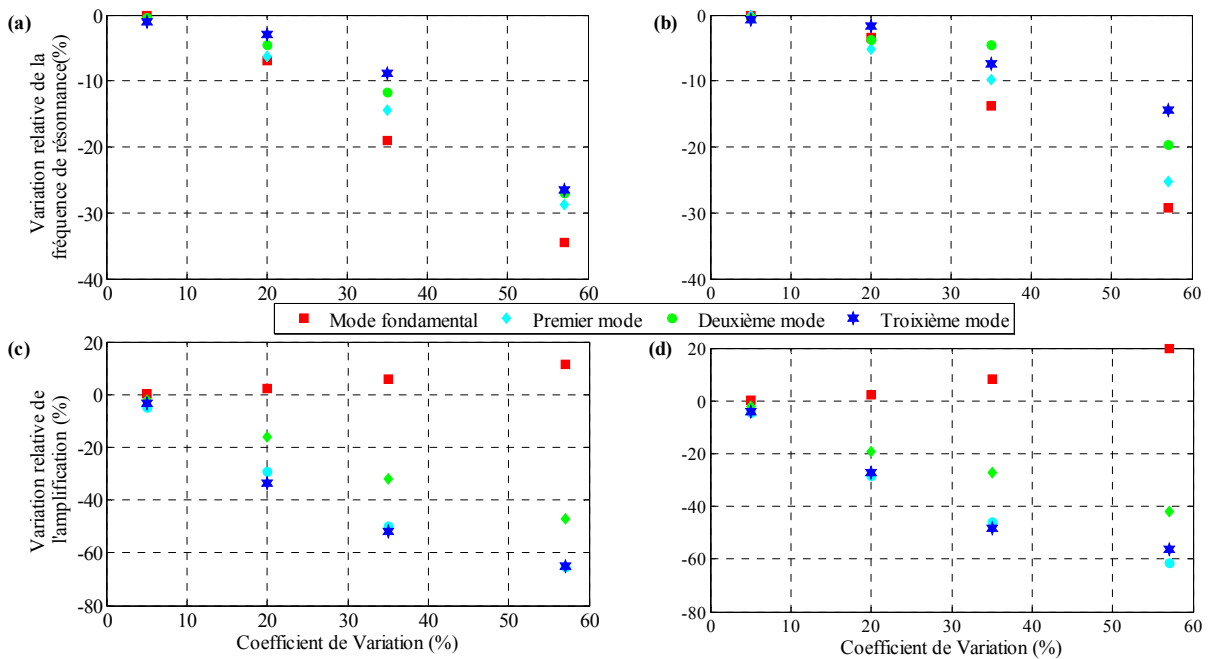 (a)
(b)
Variation relative de la
fréquence de résonnance(%)
0
-10
-20
-30
-40
0 10 20 30 40 50 60
0
-10
-20
-30
-40
0 10 20 30 40 50 60
Mode fondamental Premier mode Deuxième mode Troixième mode
(c)
(d)
Variation relative de
l'amplification (%)
20
0
-20
-40
-60
-80
0 10 20 30 40 50 60
Coefficient de Variation (%)
20
0
-20
-40
-60
-80
0 10 20 30 40 50 60
Coefficient de Variation (%)